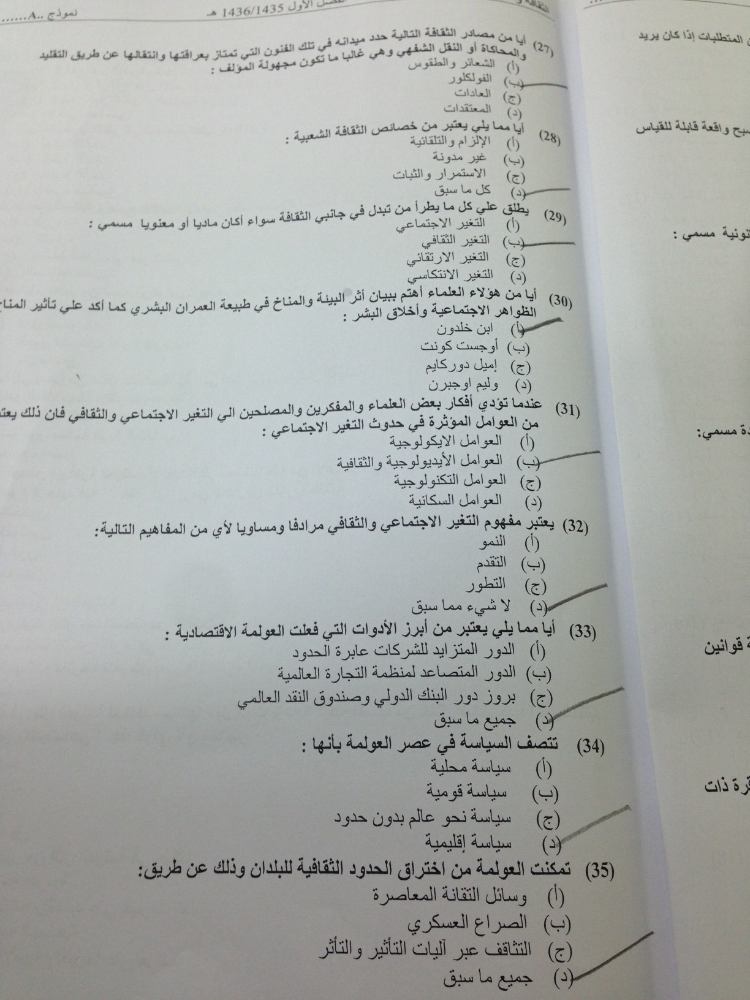 الفصل الأول 1436/1435 هـ
نموذج ..A......
(27) أيا من مصادر الثقافة التالية حدد ميدانه في تلك الفنون التي تمتاز بعراقتها وانتقالها عن طريق التقليد
والمحاكاة أو النقل الشفهي وهي غالبا ما تكون مجهولة المؤلف :
(أ) الشعائر والطقوس
(ب) الفولكلور
(ج) العادات
(د) المعتقدات
(28) أيا مما يلي يعتبر من خصائص الثقافة الشعبية :
(أ) الإلزام والتلقائية
(ب) غير مدونة
(ج) الاستمرار والثبات
(د) كل ما سبق
(29) يطلق علي كل ما يطرأ من تبدل في جانبي الثقافة سواء أكان ماديا أو معنويا مسمي :
(أ) التغير الاجتماعي
(ب) التغير الثقافي
(ج) التغير الارتقائي
(د) التغير الانتكاسي
(30) أيا من هؤلاء العلماء أهتم ببيان أثر البيئة والمناخ في طبيعة العمران البشري كما أكد علي تأثير المناخ
الظواهر الاجتماعية وأخلاق البشر :
(أ) ابن خلدون
(ب) أوجست كونت
(ج) إميل دوركايم
(د) وليم اوجبرن
(31) عندما تؤدي أفكار بعض العلماء والمفكرين والمصلحين الي التغير الاجتماعي والثقافي فان ذلك
من العوامل المؤثرة في حدوث التغير الاجتماعي :
(أ) العوامل الايكولوجية
(ب) العوامل الأيديولوجية والثقافية
(ج) العوامل التكنولوجية
(د) العوامل السكانية
(32) يعتبر مفهوم التغير الاجتماعي والثقافي مرادفا ومساويا لأي من المفاهيم التالية:
(أ) النمو
(ب) التقدم
(ج) التطور
(د) لا شيء مما سبق
(33) أيا مما يلي يعتبر من أبرز الأدوات التي فعلت العولمة الاقتصادية :
(أ) الدور المتزايد للشركات عابرة الحدود
(ب) الدور المتصاعد لمنظمة التجارة العالمية
(ج) بروز دور البنك الدولي وصندوق النقد العالمي
(د) جميع ما سبق
(34) تتصف السياسة في عصر العولمة بأنها :
(أ) سياسة محلية
(ب) سياسة قومية
(ج) سياسة نحو عالم بدون حدود
(د) سياسة إقليمية
(35) تمكنت العولمة من اختراق الحدود الثقافية للبلدان وذلك عن طريق:
(أ) وسائل التقانة المعاصرة
(ب) الصراع العسكري
(ج) التثاقف عبر آليات التأثير والتأثر
(د) جميع ما سبق
المتطلبات إذا كان يريد
واقعة قابلة للقياس
مسمي :
مسمي:
قوانين
ذات